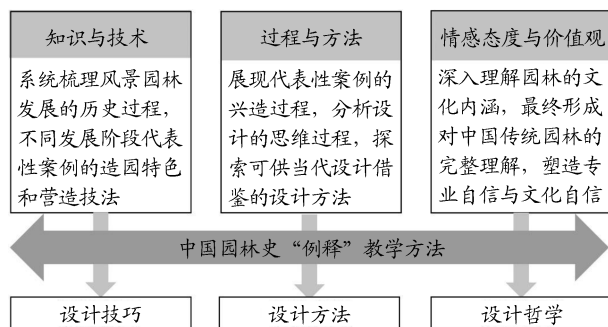 知识与技术
系统梳理风景园林
发展的历史过程，
不同发展阶段代表
性案例的造园特色
和营造技法
过程与方法
展现代表性案例的
兴造过程，分析设
计的思维过程，探
索可供当代设计借
鉴的设计方法
情感态度与价值观
深入理解园林的文
化内涵，最终形成
对中国传统园林的
完整理解，塑造专
业自信与文化自信
中国园林史“例释”教学方法
设计技巧
设计方法
设计哲学